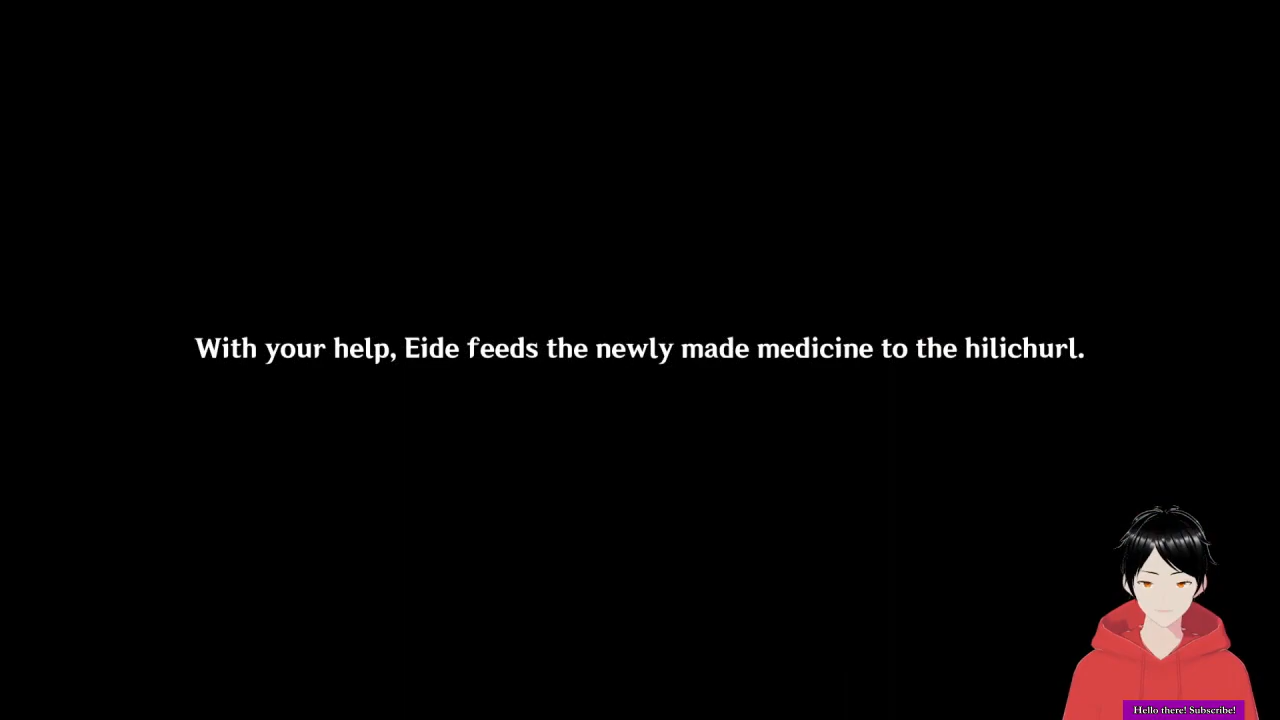 With your help, Eide feeds the newly made medicine to the hilichurl.
Hello there! Subscribe!